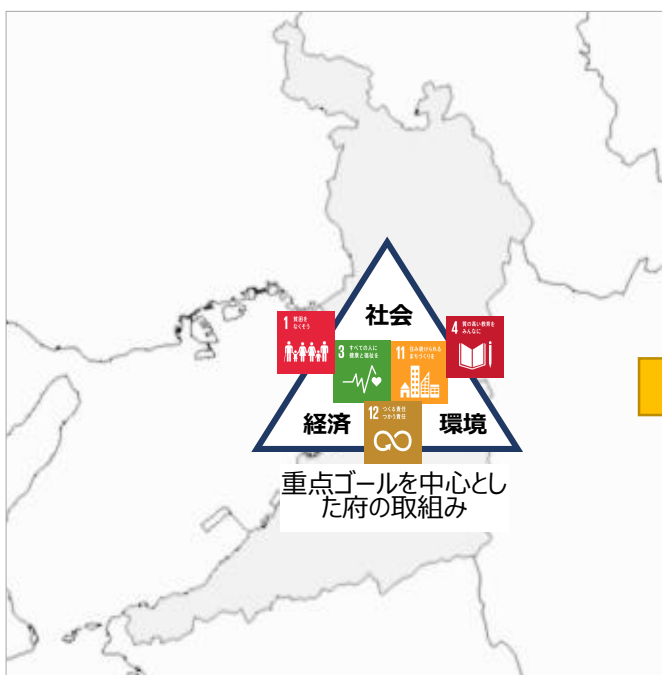 社会
1 貧困を
なくそう
3 すべての人に
健康と福祉を
11 住み続けられる
まちづくりを
4 質の高い教育を
みんなに
経済
12 つくる責任
つかう責任
環境
重点ゴールを中心とし
た府の取組み